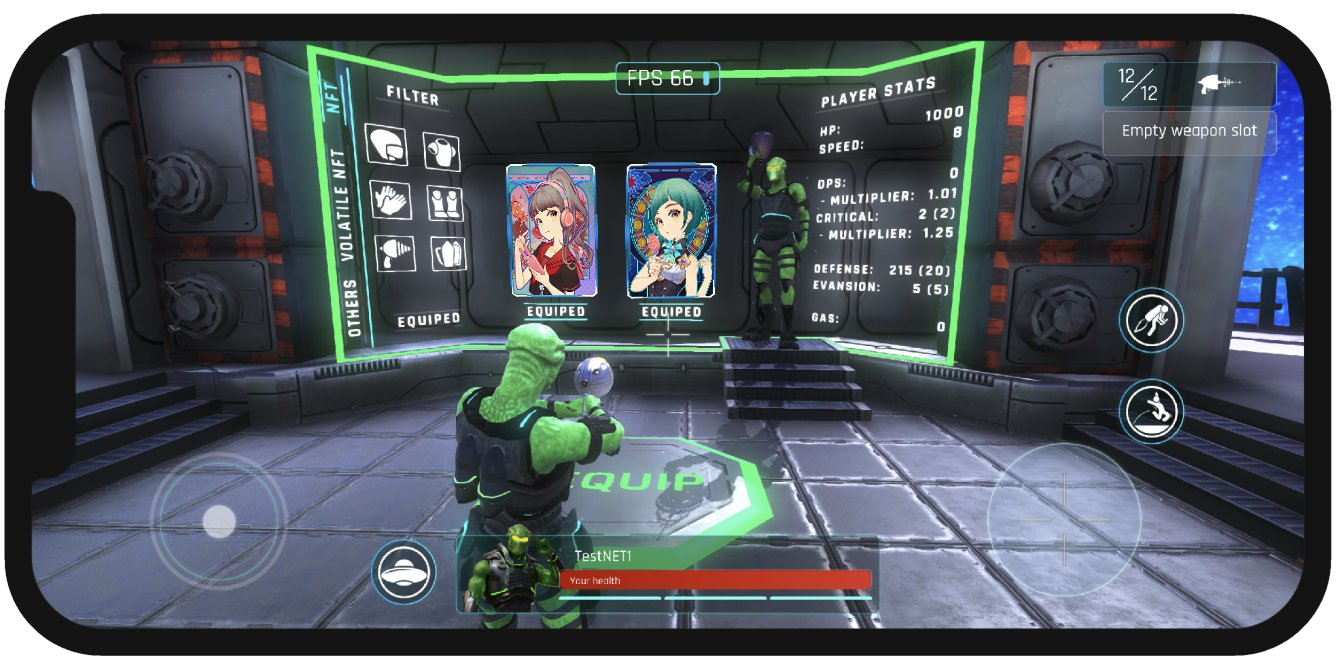 FPS 66
12/12
Empty weapon slot
NFT
VOLATILE NFT
OTHERS
FILTER
EQUIPED
EQUIPED
EQUIPED
PLAYER STATS
HP: 1000
SPEED: 8
DPS: 0
- MULTIPLIER: 1.01
CRITICAL: 2 (2)
- MULTIPLIER: 1.25
DEFENSE: 215 (20)
EVANSION: 5 (5)
GAS: 0
EQUIP
TestNET1
Your health